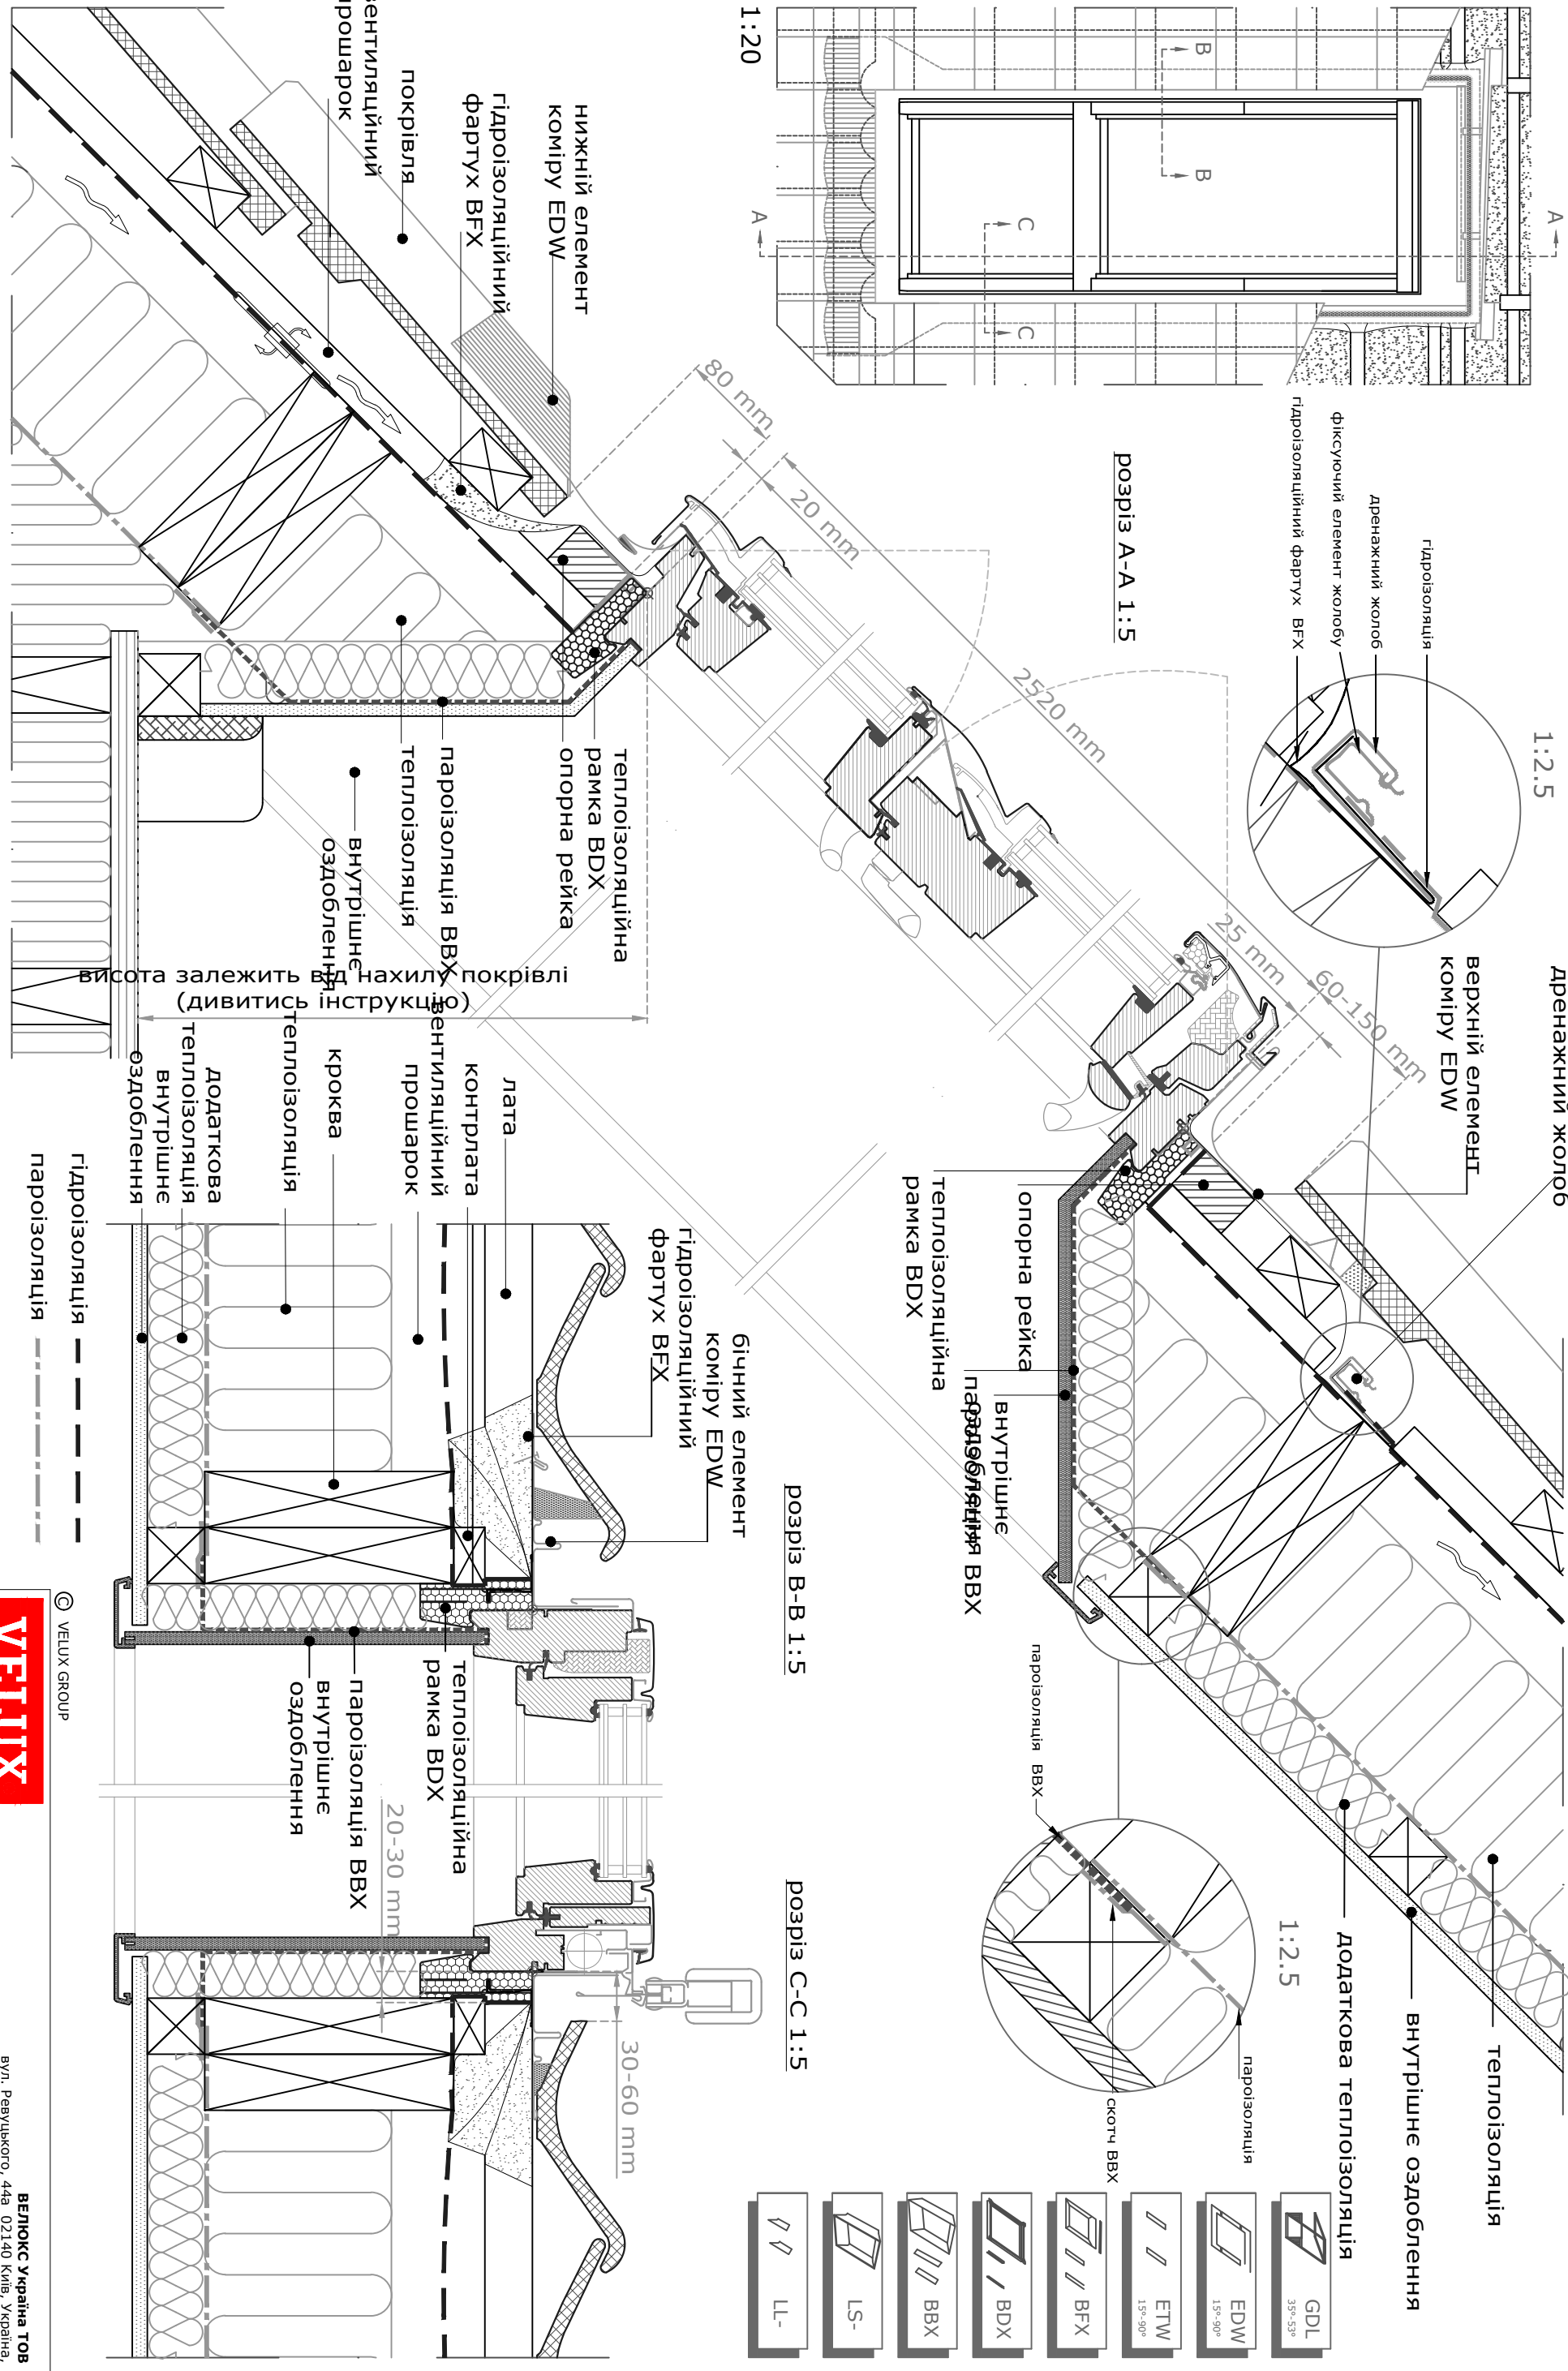 1:20
B
B
C
C
A
A
вентиляційний
прошарок
покрівля
гідроізоляційний
фартух BFX
нижній елемент
коміру EDW
80 mm
20 mm
2520 mm
25 mm
60-150 mm
розріз А-А 1:5
гідроізоляційний фартух BFX
фіксуючий елемент жолобу
дренажний жолоб
гідроізоляція
1:2.5
дренажний жолоб
верхній елемент
коміру EDW
теплоізоляційна
рамка BDX
опорна рейка
пароізоляція BBX
теплоізоляція
внутрішнє
оздоблення
висота залежить від нахилу покрівлі
(дивитись інструкцію)
теплоізоляційна
рамка BDX
опорна рейка
внутрішнє
оздоблення
пароізоляція BBX
лата
контрлата
вентиляційний
прошарок
кроква
теплоізоляція
додаткова
теплоізоляція
внутрішнє
оздоблення
гідроізоляція
пароізоляція
гідроізоляційний
фартух BFX
бічний елемент
коміру EDW
розріз В-В 1:5
теплоізоляційна
рамка BDX
пароізоляція BBX
внутрішнє
оздоблення
20-30 mm
30-60 mm
розріз С-С 1:5
пароізоляція BBX
скотч BBX
пароізоляція
1:2.5
теплоізоляція
внутрішнє оздоблення
додаткова теплоізоляція
GDL
35°-53°
EDW
15°-90°
ETW
15°-90°
BFX
BDX
BBX
LS-
LL-
© VELUX GROUP
VELUX
ВЕЛЮКС Україна ТОВ
вул. Ревуцького, 44а 02140 Київ, Україна,